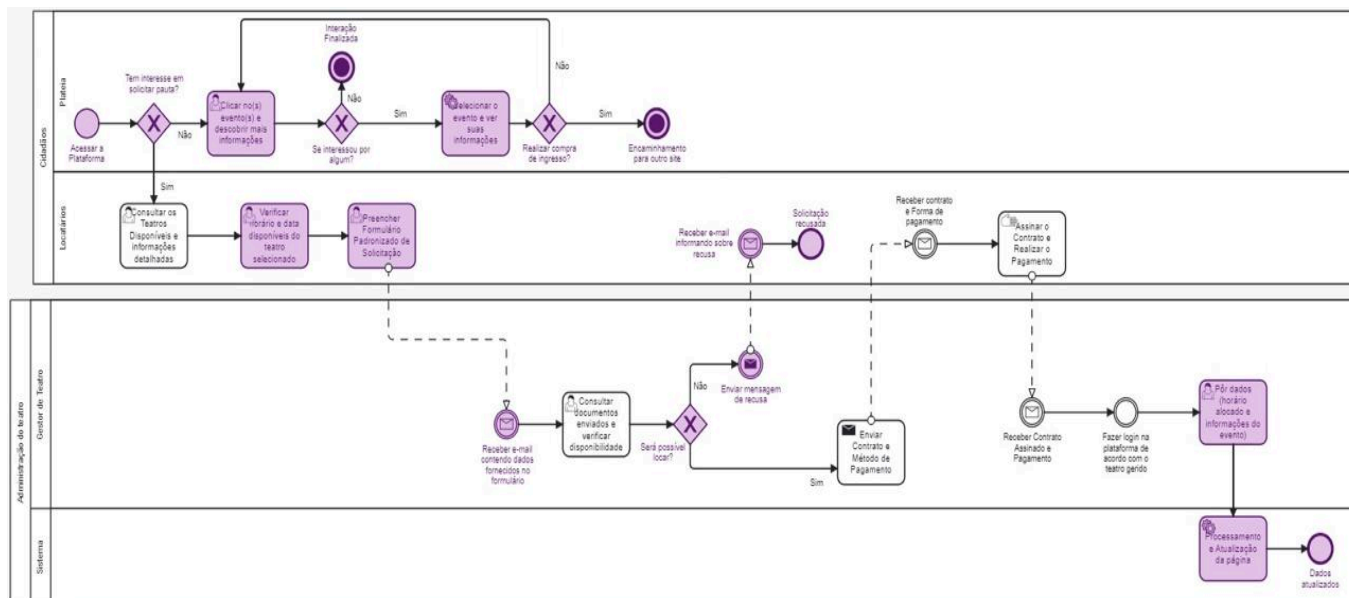 Cidadãos
Plateia
Tem interesse em
solicitar pauta?
Acessar a
Plataforma
Não
Sim
Clicar no(s)
evento(s) e
descobrir mais
informações
Interação
Finalizada
Não
Se interessou por
algum?
Sim
Selecionar o
evento e ver
suas
informações
Não
Realizar compra
de ingresso?
Sim
Encaminhamento
para outro site
Locatários
Consultar os
Teatros
Disponíveis e
informações
detalhadas
Verificar
horário e data
disponíveis do
teatro
selecionado
Preencher
Formulário
Padronizado de
Solicitação
Receber e-mail
informando sobre
recusa
Solicitação
recusada
Receber contrato
e Forma de
pagamento
Assinar o
Contrato e
Realizar o
Pagamento
Administração do teatro
Gestor de Teatro
Receber e-mail
contendo dados
fornecidos no
formulário
Consultar
documentos
enviados e
verificar
disponibilidade
Será possível
locar?
Não
Enviar mensagem
de recusa
Sim
Enviar
Contrato e
Método de
Pagamento
Receber Contrato
Assinado e
Pagamento
Fazer login na
plataforma de
acordo com o
teatro gerido
Pôr dados
(horário
alocado e
informações do
evento)
Sistema
Processamento
e Atualização
da página
Dados
atualizados